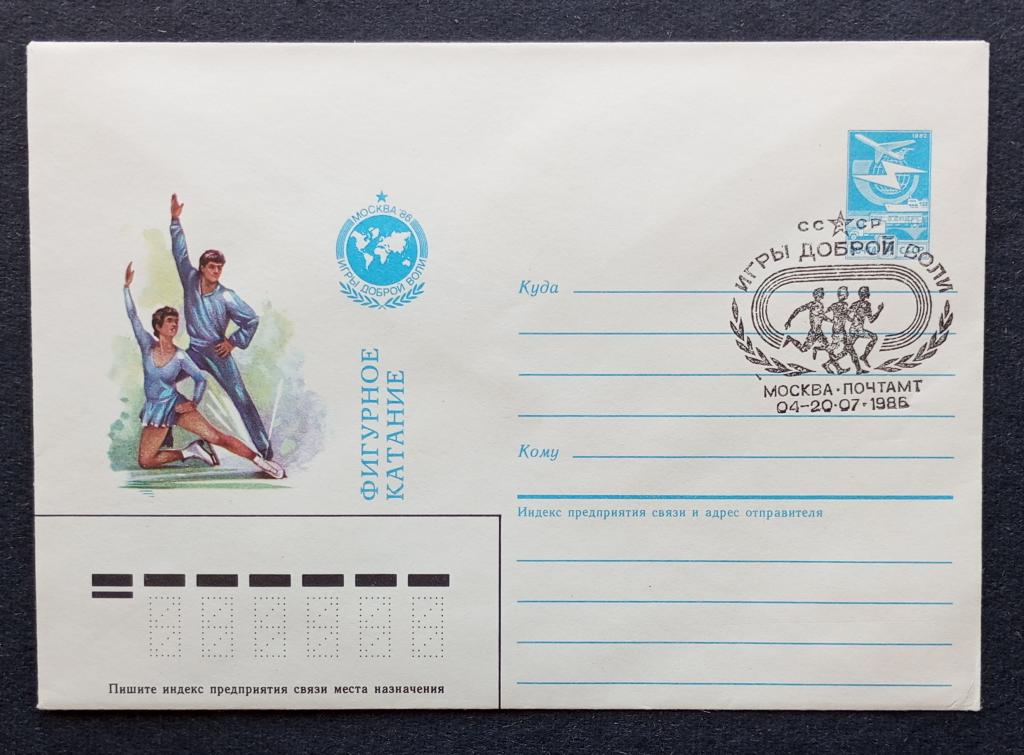 1982
СССР
ИГРЫ ДОБРОЙ ВОЛИ
МОСКВА·ПОЧТАМТ
04-20·07·1986
МОСКВА'86
ИГРЫ ДОБРОЙ ВОЛИ
ФИГУРНОЕ
КАТАНИЕ
Куда
Кому
Индекс предприятия связи и адрес отправителя
Пишите индекс предприятия связи места назначения